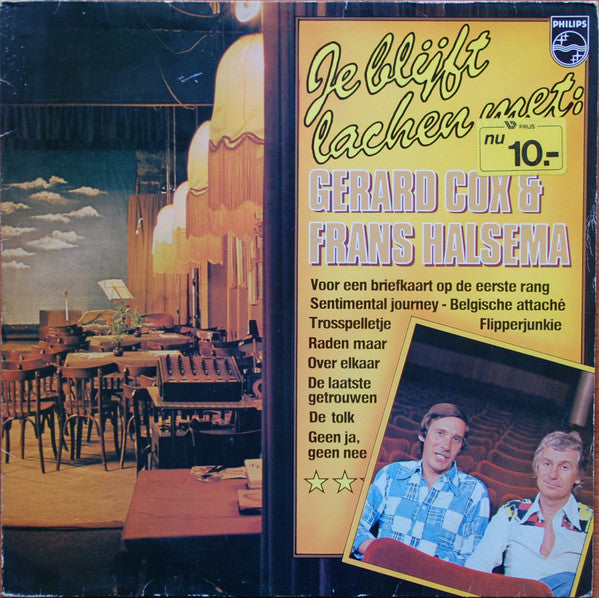 PHILIPS
Je blijft
lachen met:
PRIJS
nu 10.-
GERARD COX &
FRANS HALSEMA
Voor een briefkaart op de eerste rang
Sentimental journey - Belgische attaché
Trosspelletje Flipperjunkie
Raden maar
Over elkaar
De laatste
getrouwen
De tolk
Geen ja,
geen nee